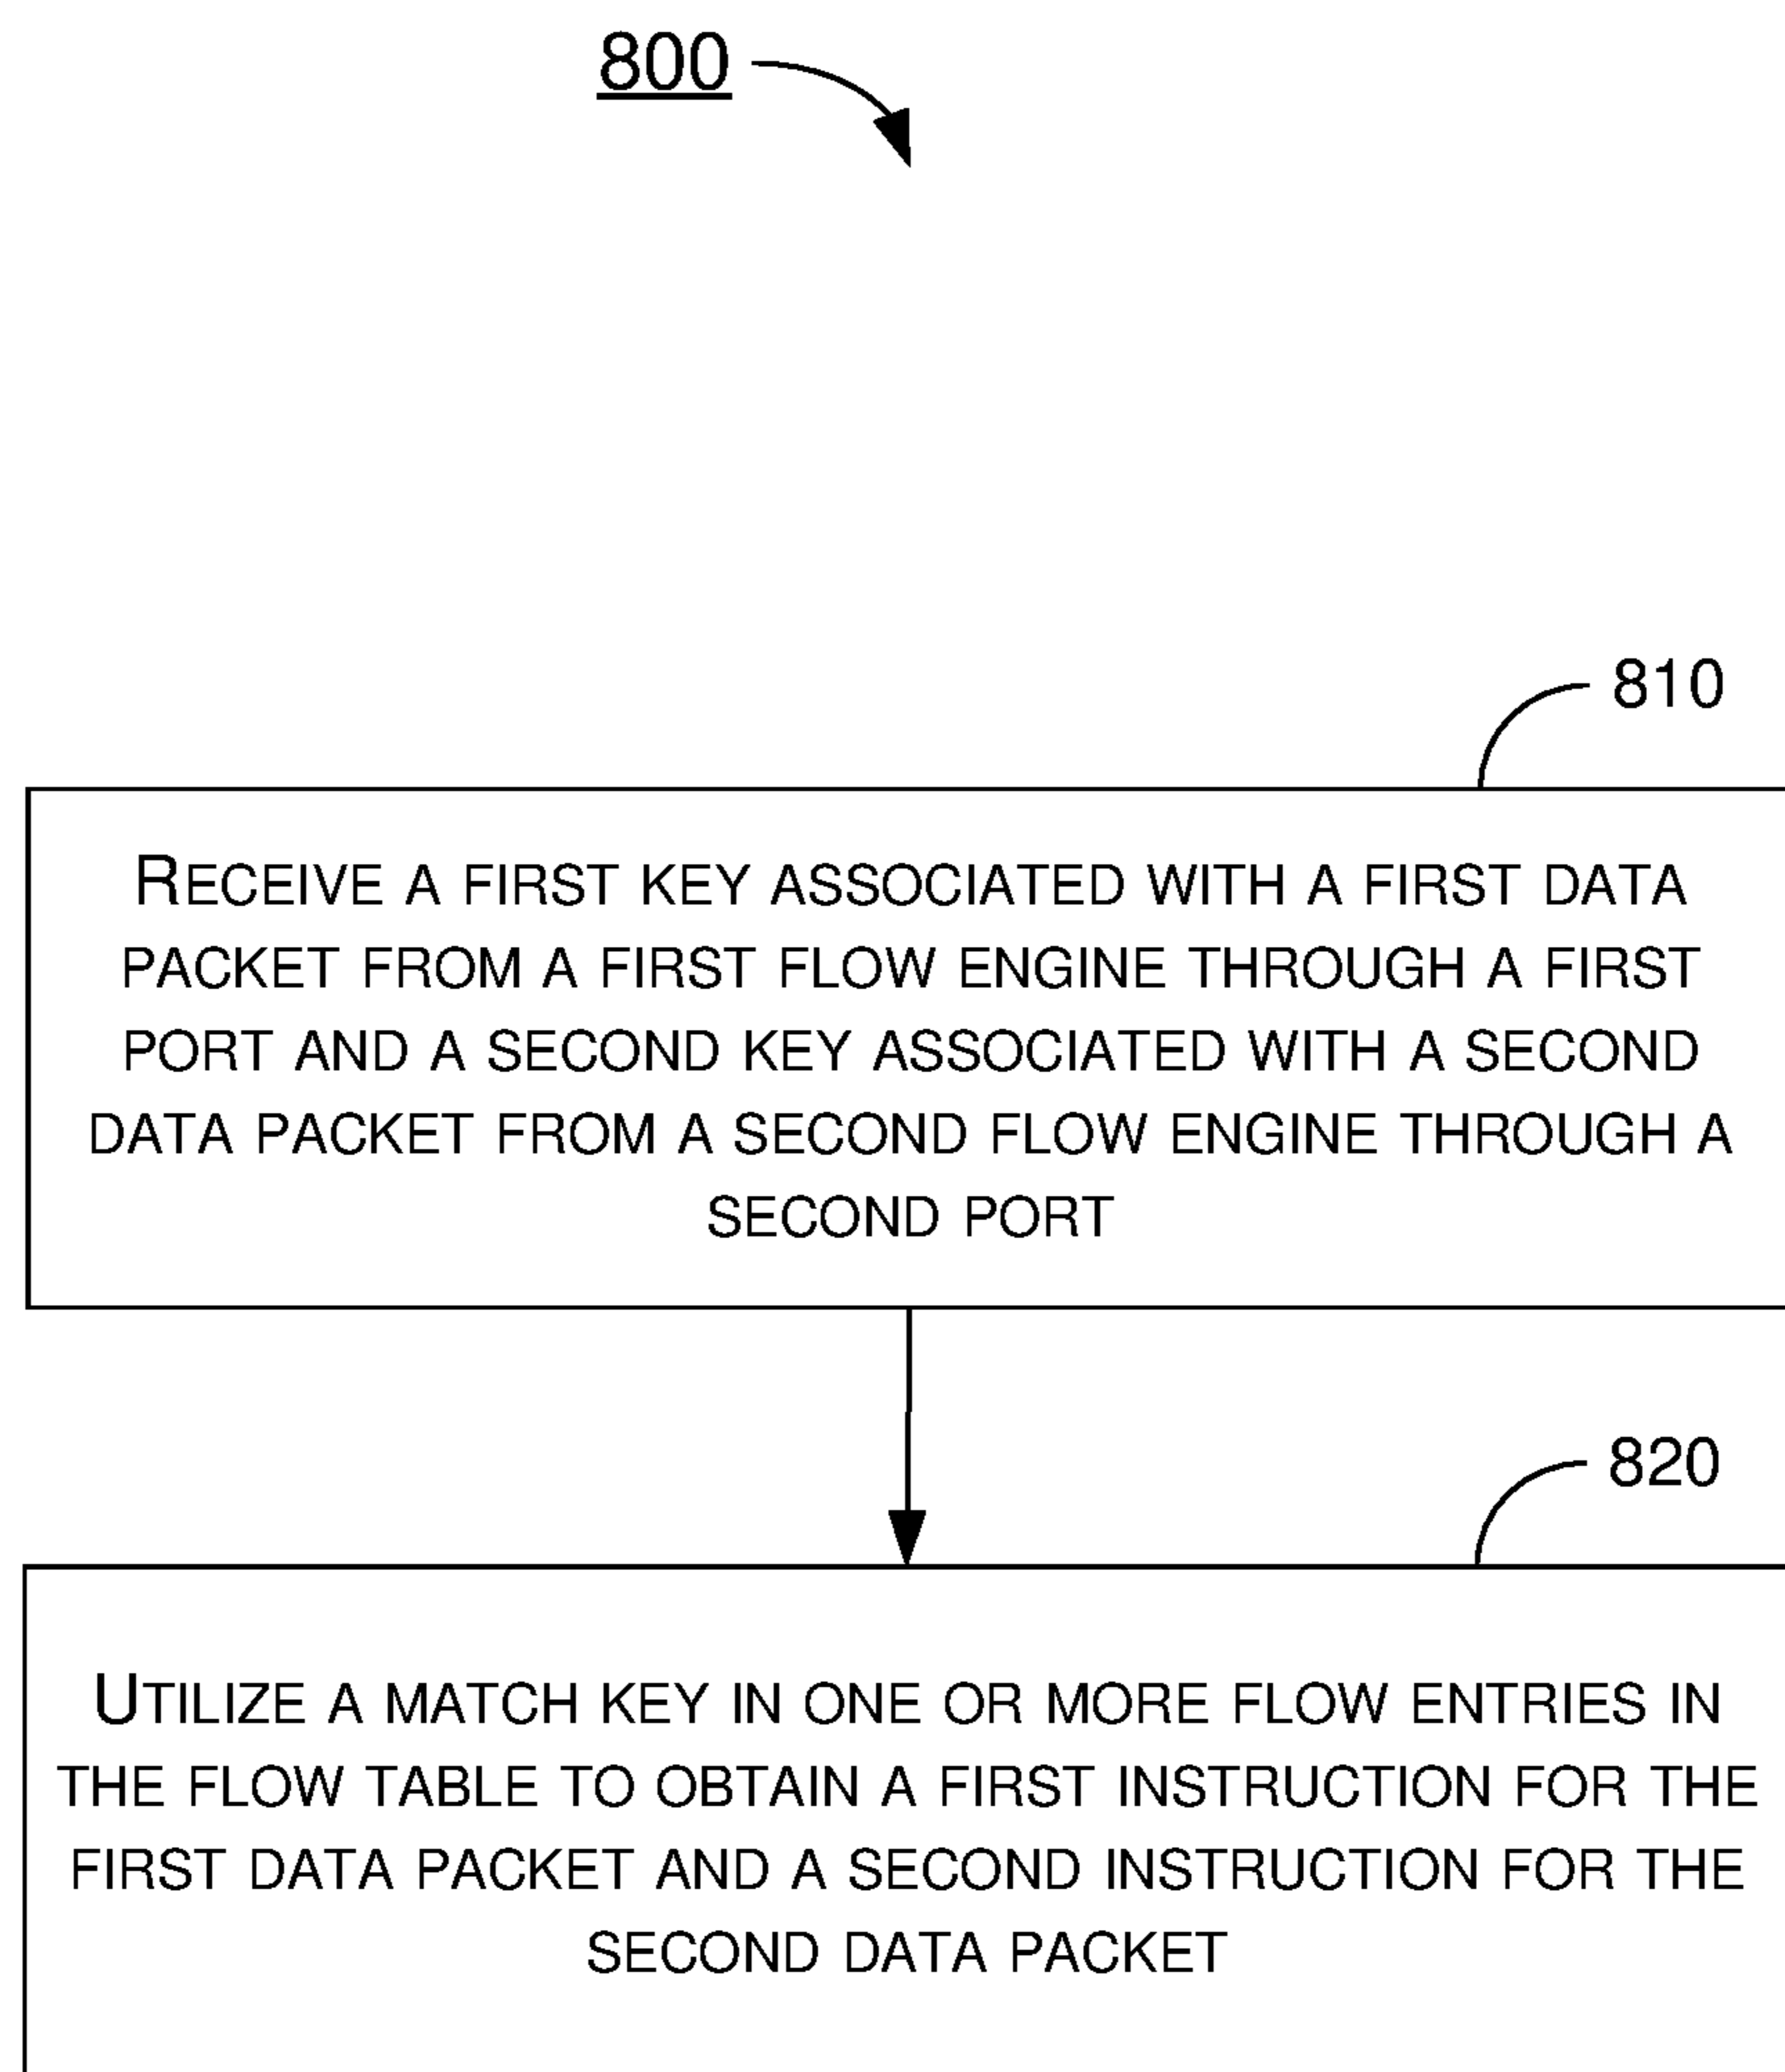 800
810
RECEIVE A FIRST KEY ASSOCIATED WITH A FIRST DATA
PACKET FROM A FIRST FLOW ENGINE THROUGH A FIRST
PORT AND A SECOND KEY ASSOCIATED WITH A SECOND
DATA PACKET FROM A SECOND FLOW ENGINE THROUGH A
SECOND PORT
820
UTILIZE A MATCH KEY IN ONE OR MORE FLOW ENTRIES IN
THE FLOW TABLE TO OBTAIN A FIRST INSTRUCTION FOR THE
FIRST DATA PACKET AND A SECOND INSTRUCTION FOR THE
SECOND DATA PACKET